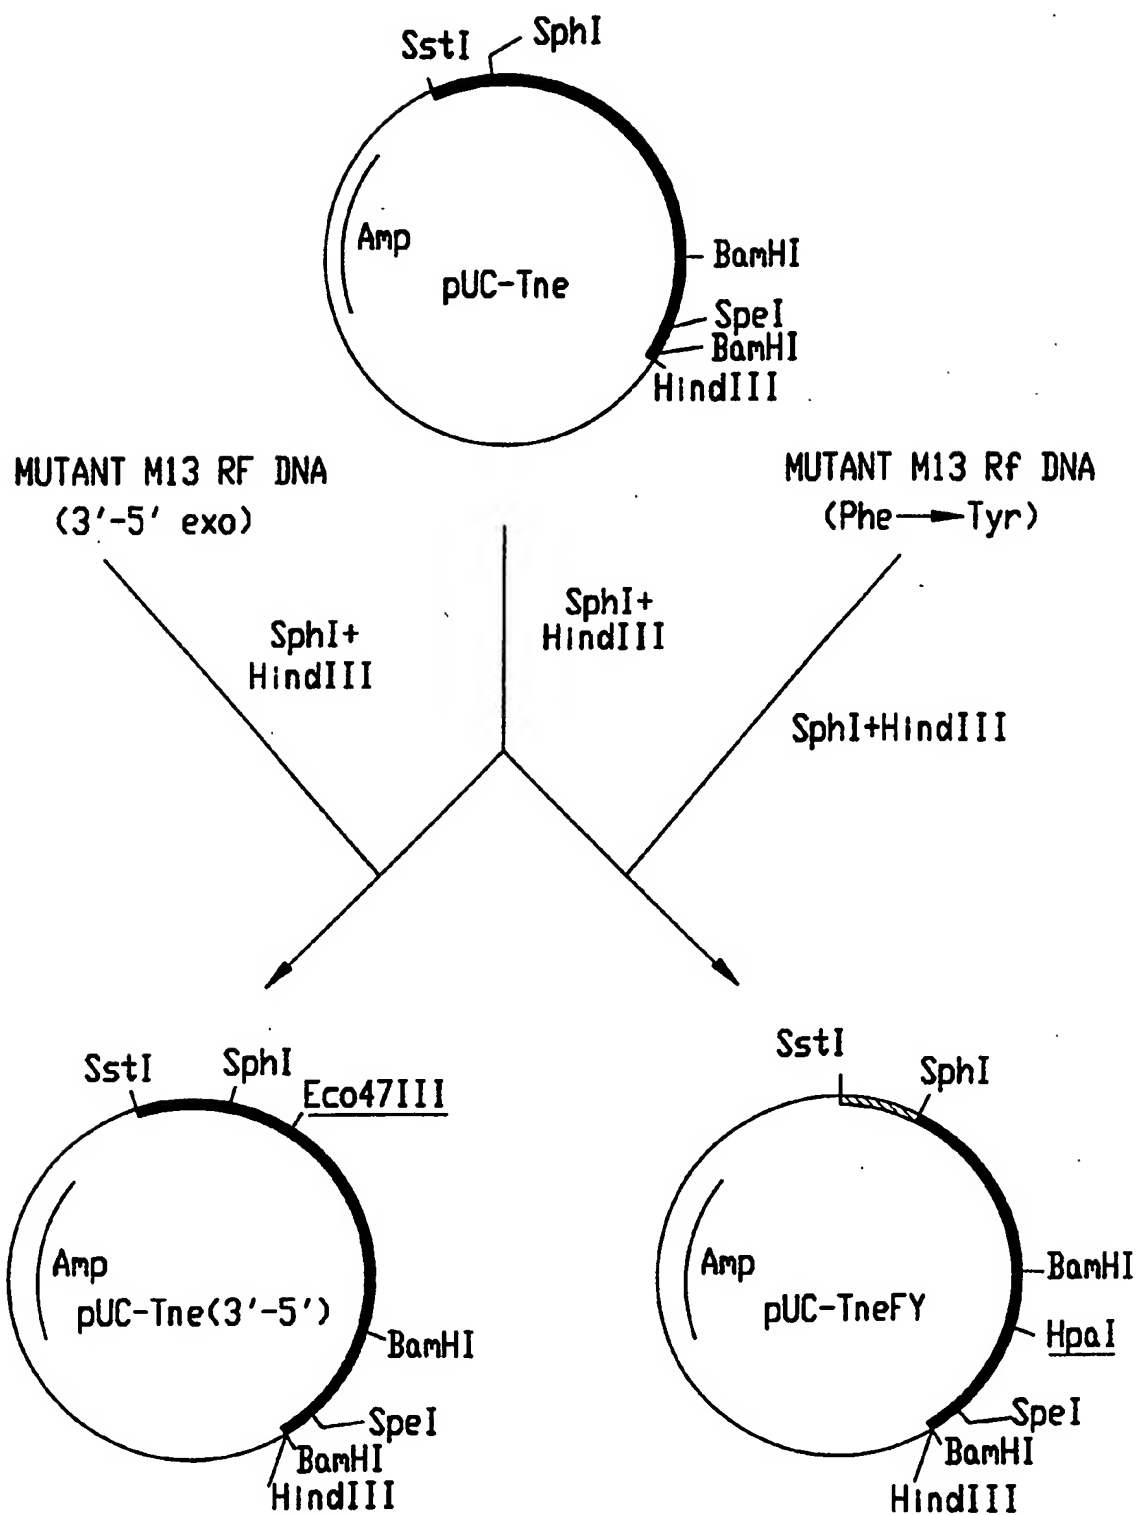 SstI
SphI
Amp
pUC-Tne
BamHI
SpeI
BamHI
HindIII
MUTANT M13 RF DNA
(3'-5' exo)
MUTANT M13 Rf DNA
(Phe→Tyr)
SphI+
HindIII
SphI+
HindIII
SphI+HindIII
SstI
SphI
Eco47III
Amp
pUC-Tne(3'-5')
BamHI
SpeI
BamHI
HindIII
SstI
SphI
Amp
pUC-TneFY
BamHI
HpaI
SpeI
BamHI
HindIII